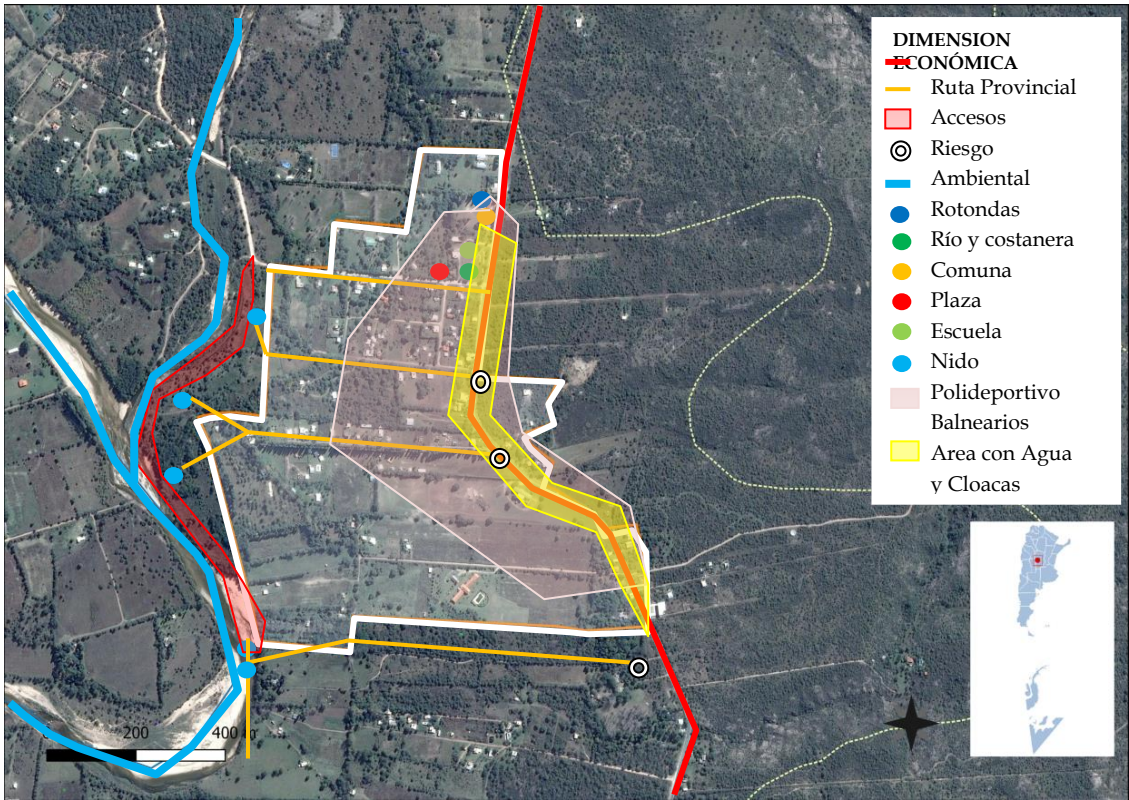 DIMENSION
ECONÓMICA
Ruta Provincial
Accesos
Riesgo
Ambiental
Rotondas
Río y costanera
Comuna
Plaza
Escuela
Nido
Polideportivo
Balnearios
Area con Agua
y Cloacas
200
400